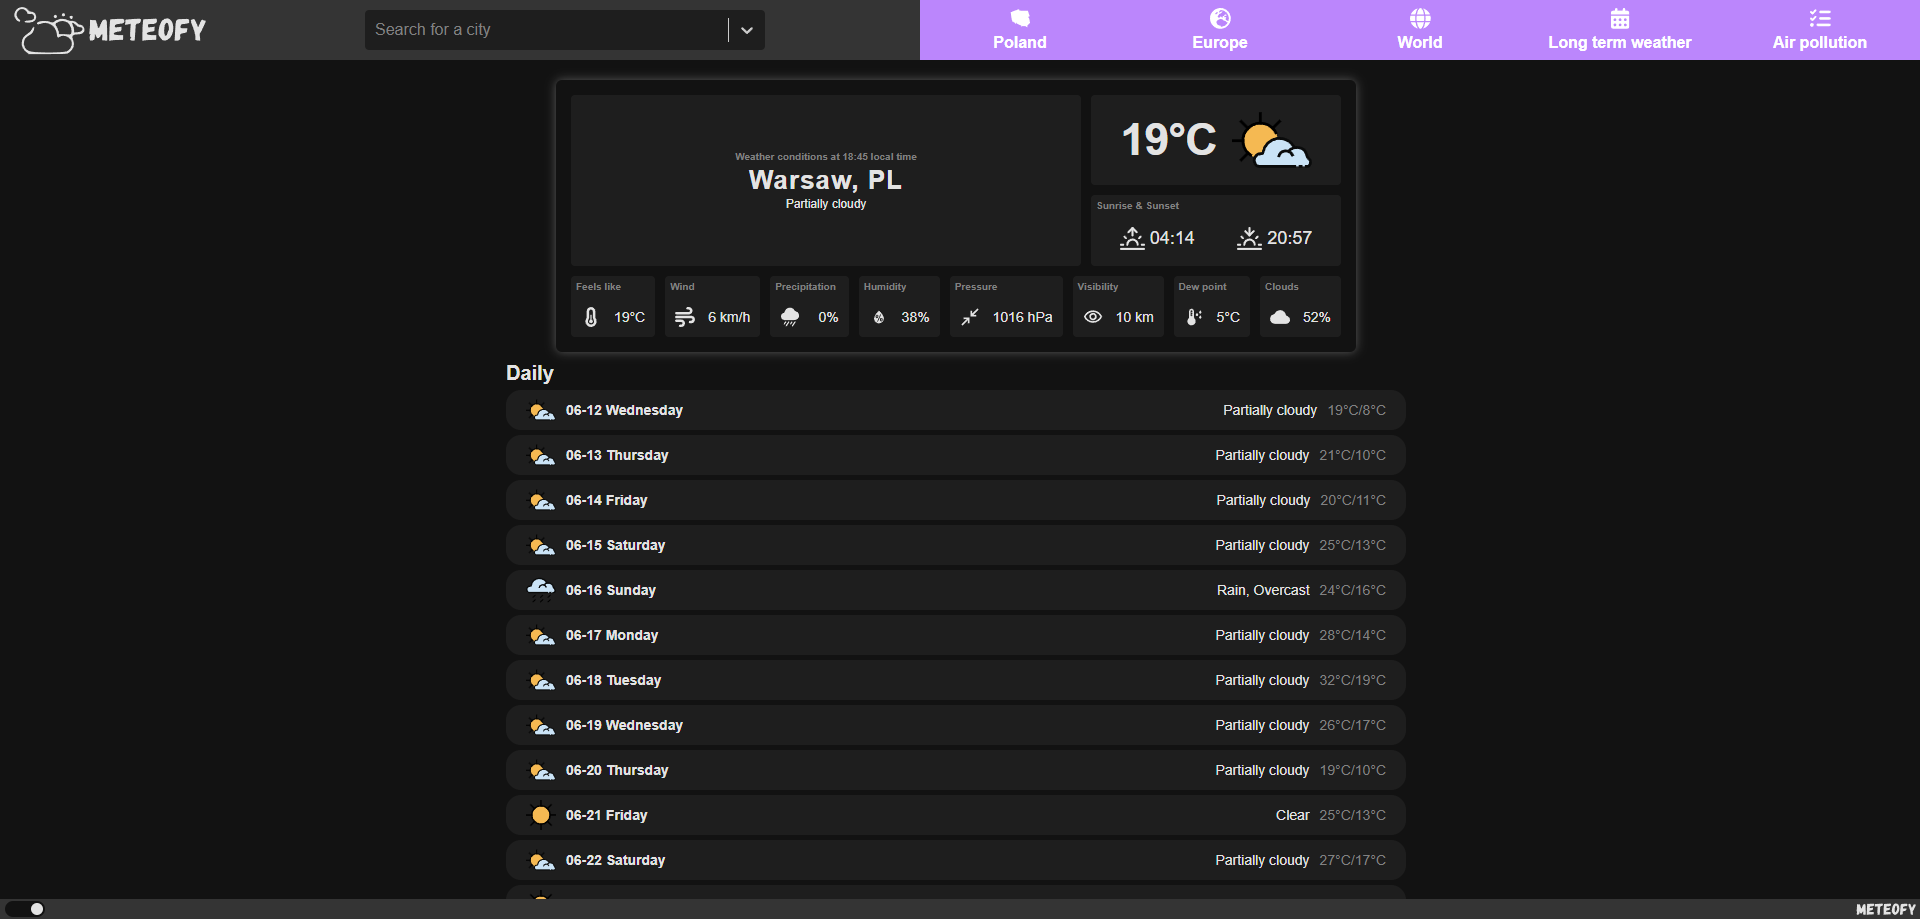 METEOFY
Search for a city
Poland
Europe
World
Long term weather
Air pollution
Weather conditions at 18:45 local time
Warsaw, PL
Partially cloudy
19°C
Sunrise & Sunset
04:14
20:57
Feels like
19°C
Wind
6 km/h
Precipitation
0%
Humidity
38%
Pressure
1016 hPa
Visibility
10 km
Dew point
5°C
Clouds
52%
Daily
06-12 Wednesday Partially cloudy 19°C/8°C
06-13 Thursday Partially cloudy 21°C/10°C
06-14 Friday Partially cloudy 20°C/11°C
06-15 Saturday Partially cloudy 25°C/13°C
06-16 Sunday Rain, Overcast 24°C/16°C
06-17 Monday Partially cloudy 28°C/14°C
06-18 Tuesday Partially cloudy 32°C/19°C
06-19 Wednesday Partially cloudy 26°C/17°C
06-20 Thursday Partially cloudy 19°C/10°C
06-21 Friday Clear 25°C/13°C
06-22 Saturday Partially cloudy 27°C/17°C
METEOFY